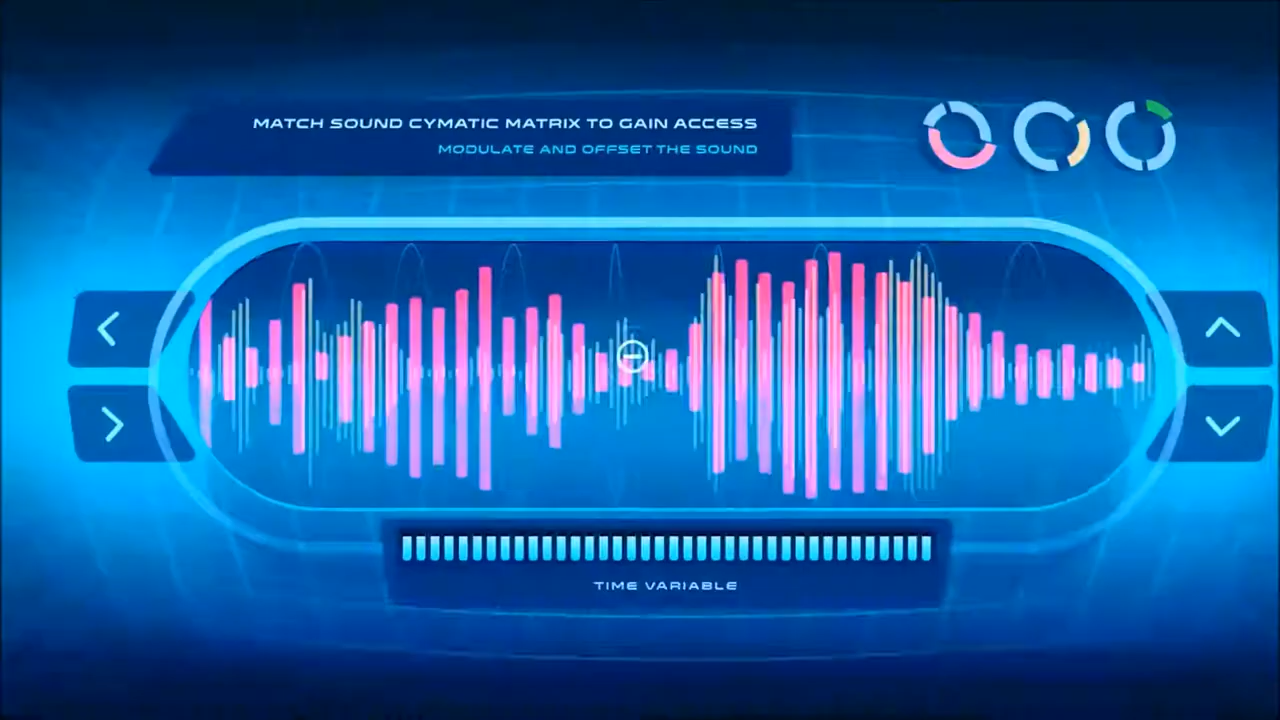 MATCH SOUND CYMATIC MATRIX TO GAIN ACCESS
MODULATE AND OFFSET THE SOUND
TIME VARIABLE